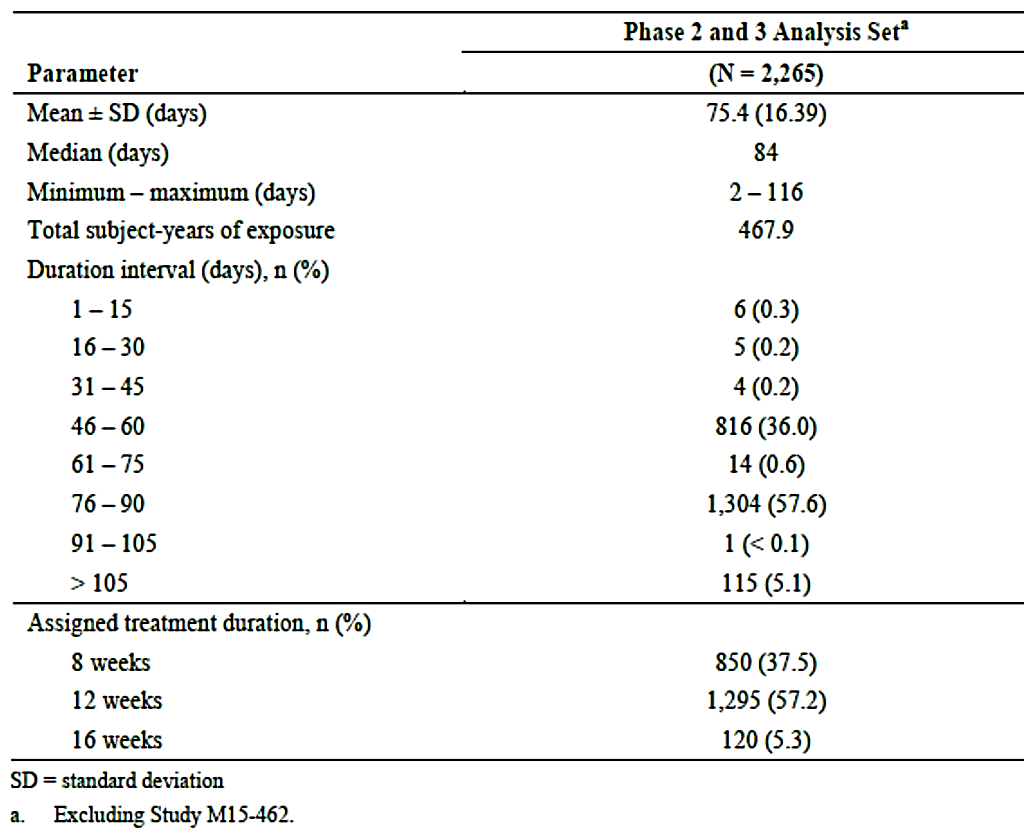 Phase 2 and 3 Analysis Setᵃ
Parameter (N = 2,265)
Mean ± SD (days) 75.4 (16.39)
Median (days) 84
Minimum – maximum (days) 2 – 116
Total subject-years of exposure 467.9
Duration interval (days), n (%)
1 – 15 6 (0.3)
16 – 30 5 (0.2)
31 – 45 4 (0.2)
46 – 60 816 (36.0)
61 – 75 14 (0.6)
76 – 90 1,304 (57.6)
91 – 105 1 (< 0.1)
> 105 115 (5.1)
Assigned treatment duration, n (%)
8 weeks 850 (37.5)
12 weeks 1,295 (57.2)
16 weeks 120 (5.3)
SD = standard deviation
a. Excluding Study M15-462.